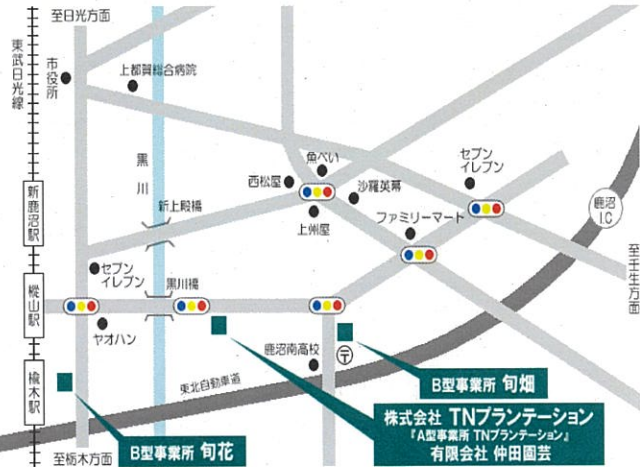 至日光方面
東武日光線
市役所
上都賀総合病院
黒川
新上殿橋
魚べい
西松屋
沙羅英慕
上州屋
セブン
イレブン
ファミリーマート
鹿沼
I.C
至壬生方面
新鹿沼駅
セブン
イレブン
黒川橋
樅山駅
ヤオハン
鹿沼南高校
〒
B型事業所 旬畑
楡木駅
東北自動車道
株式会社 TNプランテーション
『A型事業所 TNプランテーション』
有限会社 仲田園芸
B型事業所 旬花
至栃木方面